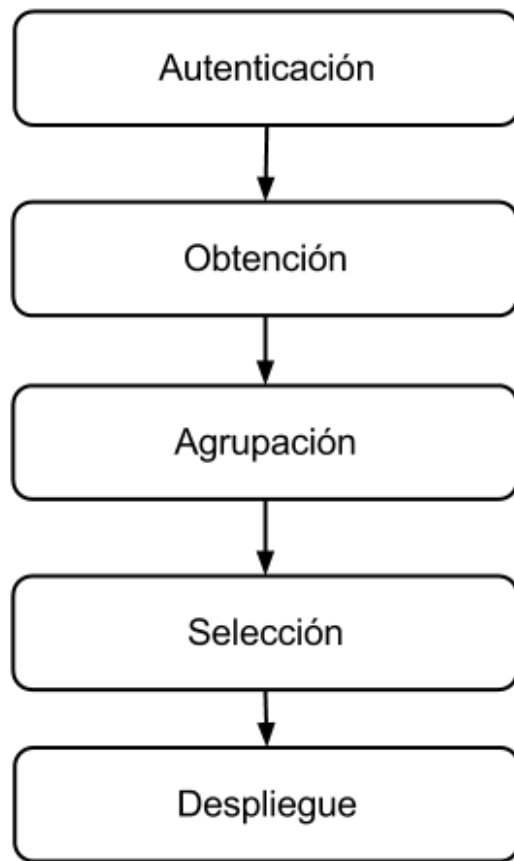 Autenticación
Obtención
Agrupación
Selección
Despliegue